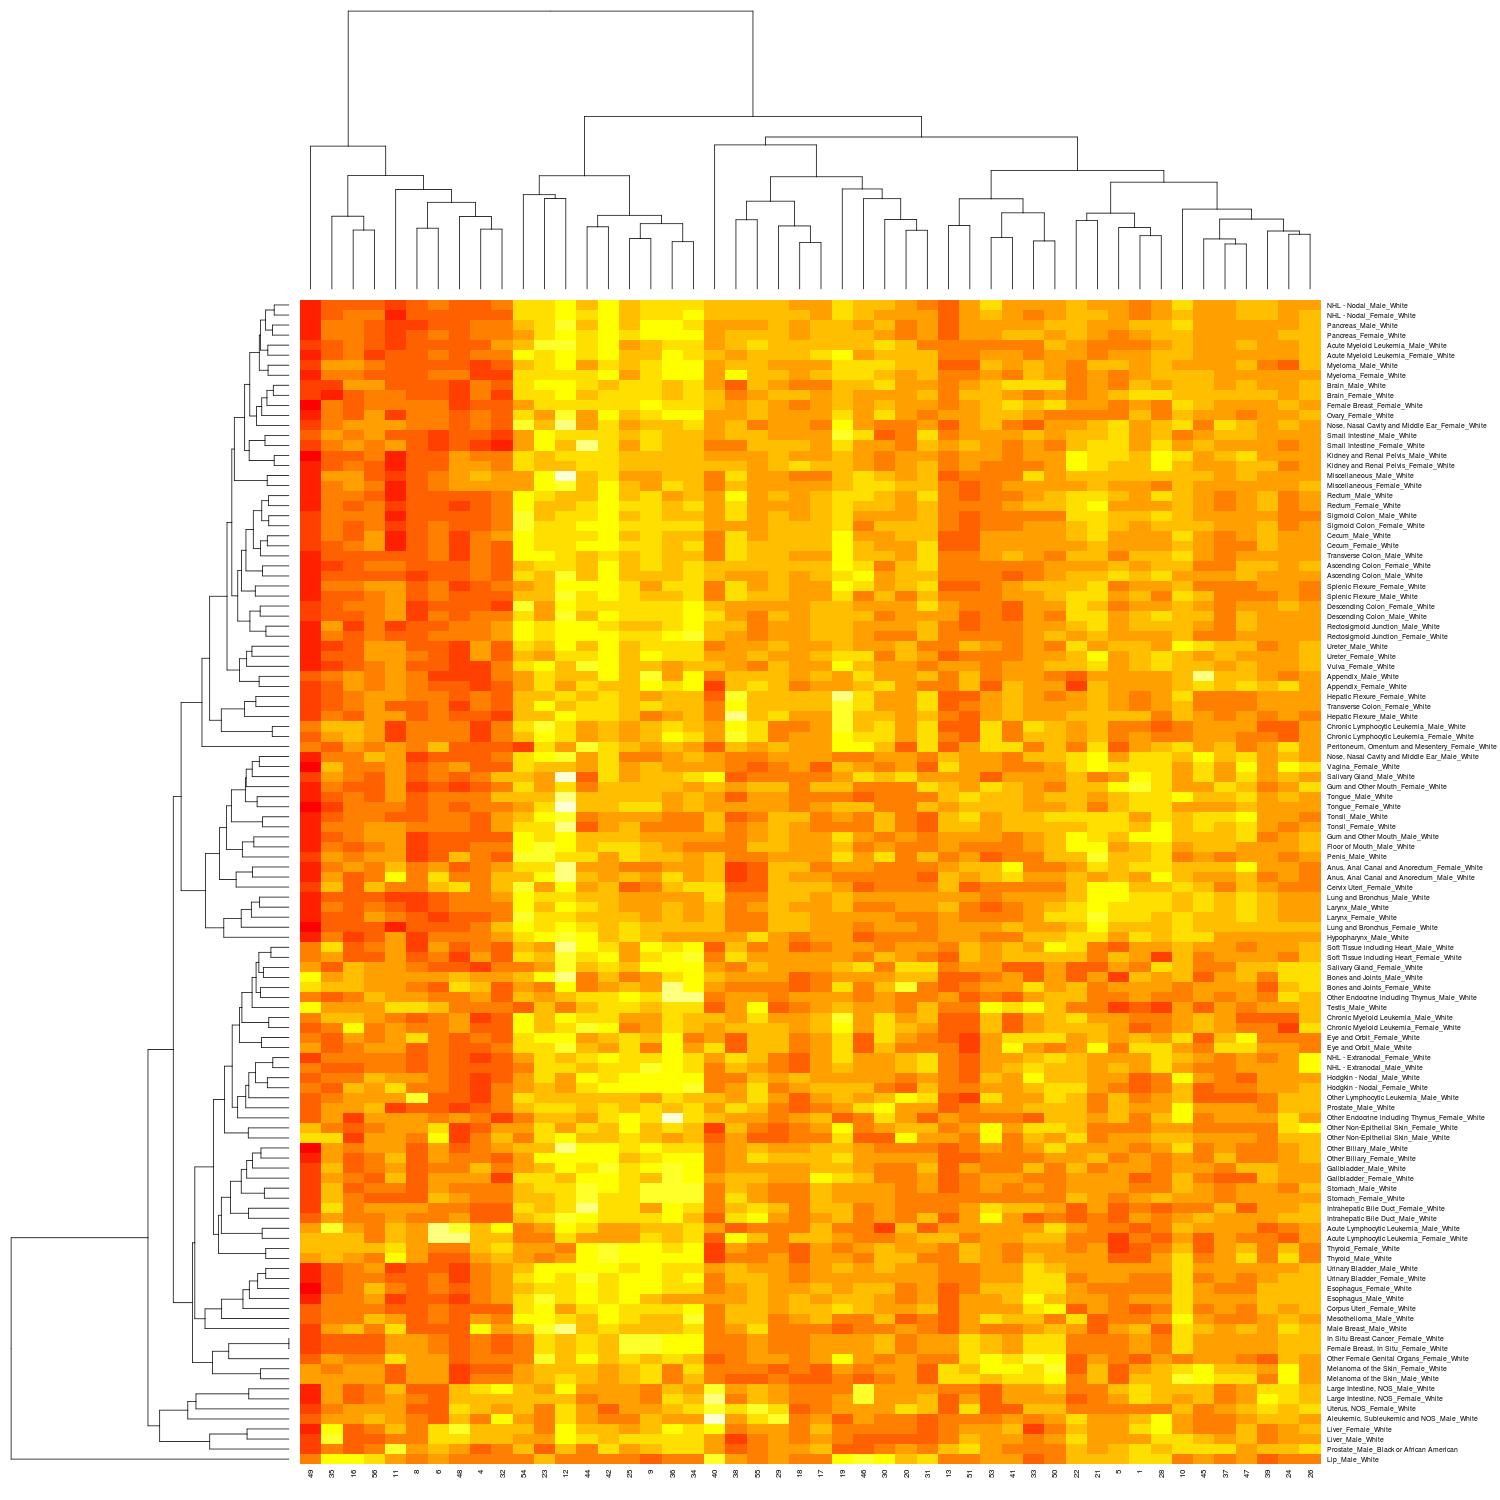 NHL - Nodal_Male_White
NHL - Nodal_Female_White
Pancreas_Male_White
Pancreas_Female_White
Acute Myeloid Leukemia_Male_White
Acute Myeloid Leukemia_Female_White
Myeloma_Male_White
Myeloma_Female_White
Brain_Male_White
Brain_Female_White
Female Breast_Female_White
Ovary_Female_White
Nose, Nasal Cavity and Middle Ear_Female_White
Small Intestine_Male_White
Small Intestine_Female_White
Kidney and Renal Pelvis_Male_White
Kidney and Renal Pelvis_Female_White
Miscellaneous_Male_White
Miscellaneous_Female_White
Rectum_Male_White
Rectum_Female_White
Sigmoid Colon_Male_White
Sigmoid Colon_Female_White
Cecum_Male_White
Cecum_Female_White
Transverse Colon_Male_White
Ascending Colon_Female_White
Ascending Colon_Male_White
Splenic Flexure_Female_White
Splenic Flexure_Male_White
Descending Colon_Female_White
Descending Colon_Male_White
Rectosigmoid Junction_Male_White
Rectosigmoid Junction_Female_White
Ureter_Male_White
Ureter_Female_White
Vulva_Female_White
Appendix_Male_White
Appendix_Female_White
Hepatic Flexure_Female_White
Transverse Colon_Female_White
Hepatic Flexure_Male_White
Chronic Lymphocytic Leukemia_Male_White
Chronic Lymphocytic Leukemia_Female_White
Peritoneum, Omentum and Mesentery_Female_White
Nose, Nasal Cavity and Middle Ear_Male_White
Vagina_Female_White
Salivary Gland_Male_White
Gum and Other Mouth_Female_White
Tongue_Male_White
Tongue_Female_White
Tonsil_Male_White
Tonsil_Female_White
Gum and Other Mouth_Male_White
Floor of Mouth_Male_White
Penis_Male_White
Anus, Anal Canal and Anorectum_Female_White
Anus, Anal Canal and Anorectum_Male_White
Cervix Uteri_Female_White
Lung and Bronchus_Male_White
Larynx_Male_White
Larynx_Female_White
Lung and Bronchus_Female_White
Hypopharynx_Male_White
Soft Tissue including Heart_Male_White
Soft Tissue including Heart_Female_White
Salivary Gland_Female_White
Bones and Joints_Male_White
Bones and Joints_Female_White
Other Endocrine including Thymus_Male_White
Testis_Male_White
Chronic Myeloid Leukemia_Male_White
Chronic Myeloid Leukemia_Female_White
Eye and Orbit_Female_White
Eye and Orbit_Male_White
NHL - Extranodal_Female_White
NHL - Extranodal_Male_White
Hodgkin - Nodal_Male_White
Hodgkin - Nodal_Female_White
Other Lymphocytic Leukemia_Male_White
Prostate_Male_White
Other Endocrine including Thymus_Female_White
Other Non-Epithelial Skin_Female_White
Other Non-Epithelial Skin_Male_White
Other Biliary_Male_White
Other Biliary_Female_White
Gallbladder_Male_White
Gallbladder_Female_White
Stomach_Male_White
Stomach_Female_White
Intrahepatic Bile Duct_Female_White
Intrahepatic Bile Duct_Male_White
Acute Lymphocytic Leukemia_Male_White
Acute Lymphocytic Leukemia_Female_White
Thyroid_Female_White
Thyroid_Male_White
Urinary Bladder_Male_White
Urinary Bladder_Female_White
Esophagus_Female_White
Esophagus_Male_White
Corpus Uteri_Female_White
Mesothelioma_Male_White
Male Breast_Male_White
In Situ Breast Cancer_Female_White
Female Breast, In Situ_Female_White
Other Female Genital Organs_Female_White
Melanoma of the Skin_Female_White
Melanoma of the Skin_Male_White
Large Intestine, NOS_Male_White
Large Intestine, NOS_Female_White
Uterus, NOS_Female_White
Aleukemic, Subleukemic and NOS_Male_White
Liver_Female_White
Liver_Male_White
Prostate_Male_Black or African American
Lip_Male_White
49 35 16 56 11 8 6 48 4 32 54 23 12 44 42 25 9 36 34 40 38 55 29 18 17 19 46 30 20 31 13 51 53 41 33 50 22 21 5 1 28 10 45 37 47 39 24 26